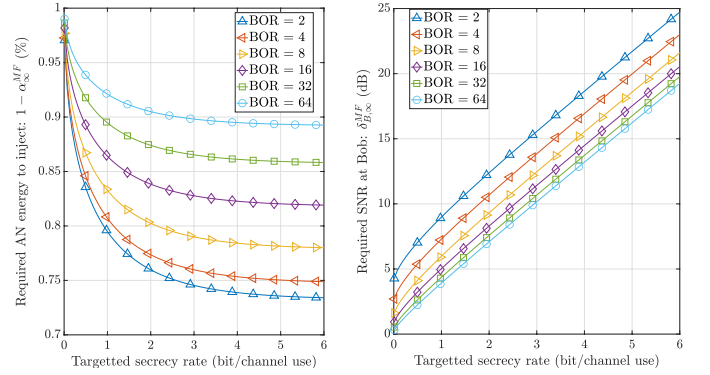 1
0.95
0.9
0.85
0.8
0.75
0.7
0 1 2 3 4 5 6
Required AN energy to inject: 1 − α_∞^{MF} (%)
Targetted secrecy rate (bit/channel use)
BOR = 2
BOR = 4
BOR = 8
BOR = 16
BOR = 32
BOR = 64
25
20
15
10
5
0
0 1 2 3 4 5 6
Required SNR at Bob: δ_{B,∞}^{MF} (dB)
Targetted secrecy rate (bit/channel use)
BOR = 2
BOR = 4
BOR = 8
BOR = 16
BOR = 32
BOR = 64